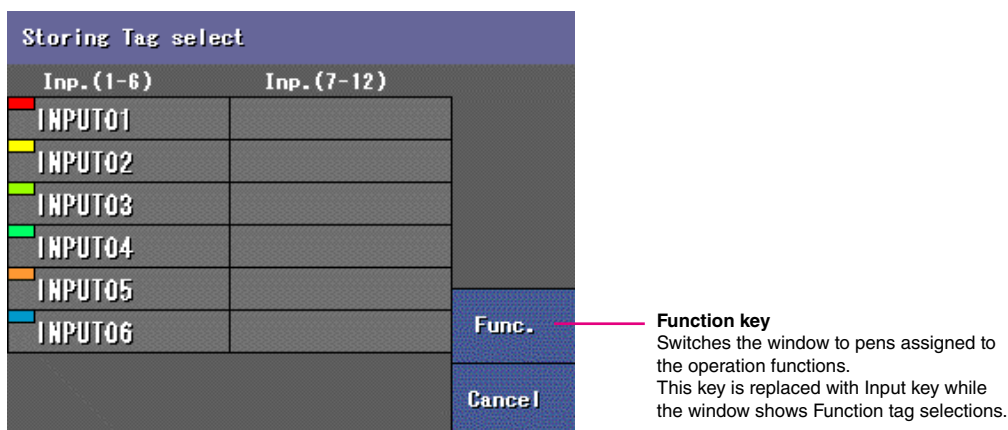 Storing Tag select
Inp.(1-6) Inp.(7-12)
INPUT01
INPUT02
INPUT03
INPUT04
INPUT05
INPUT06
Func.
Cancel
Function key
Switches the window to pens assigned to
the operation functions.
This key is replaced with Input key while
the window shows Function tag selections.